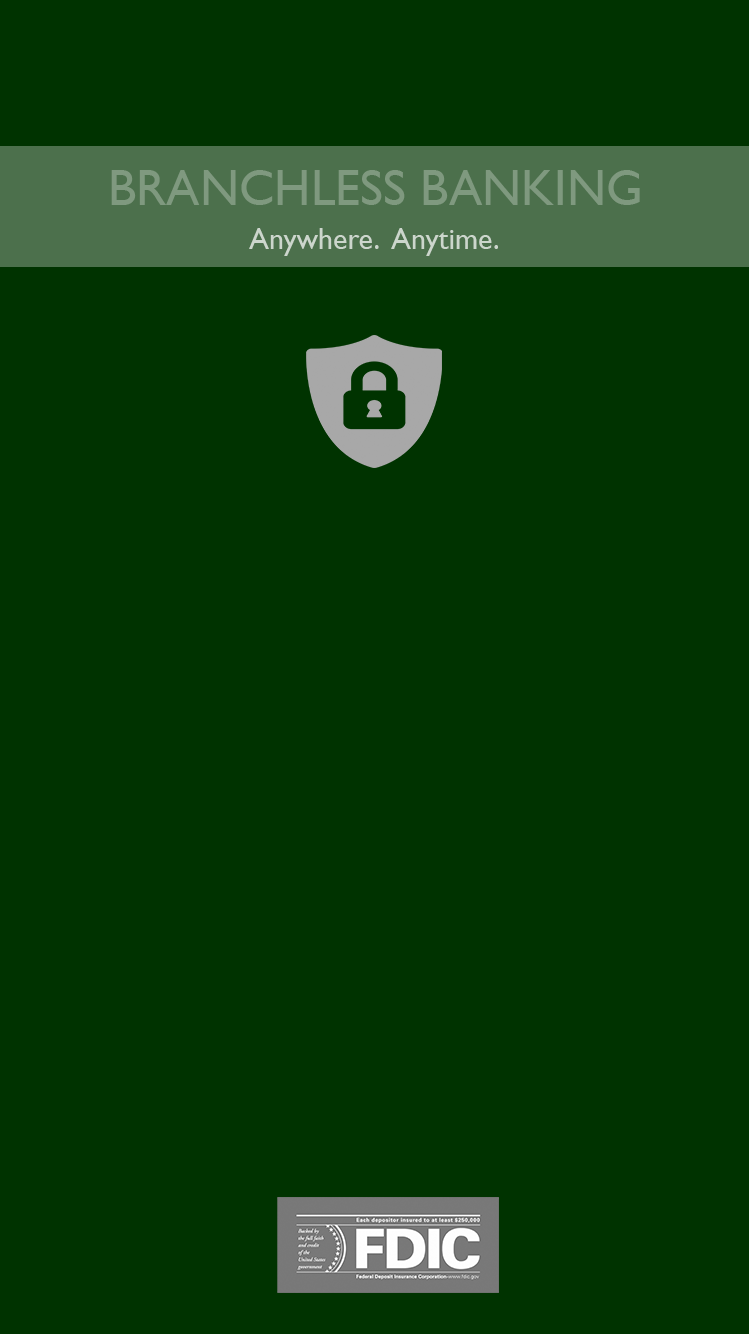 BRANCHLESS BANKING
Anywhere. Anytime.
Each depositor insured to at least $250,000
Backed by
the full faith
and credit
of the
United States
government
FDIC
Federal Deposit Insurance Corporation · www.fdic.gov